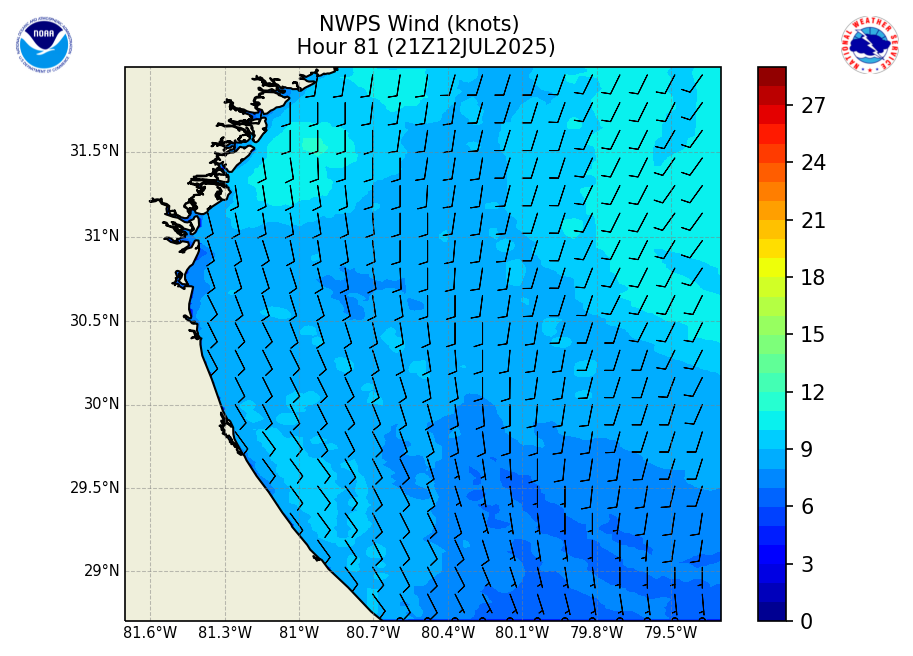 NWPS Wind (knots)
Hour 81 (21Z12JUL2025)
NOAA
NATIONAL WEATHER SERVICE
31.5°N
31°N
30.5°N
30°N
29.5°N
29°N
81.6°W 81.3°W 81°W 80.7°W 80.4°W 80.1°W 79.8°W 79.5°W
27
24
21
18
15
12
9
6
3
0